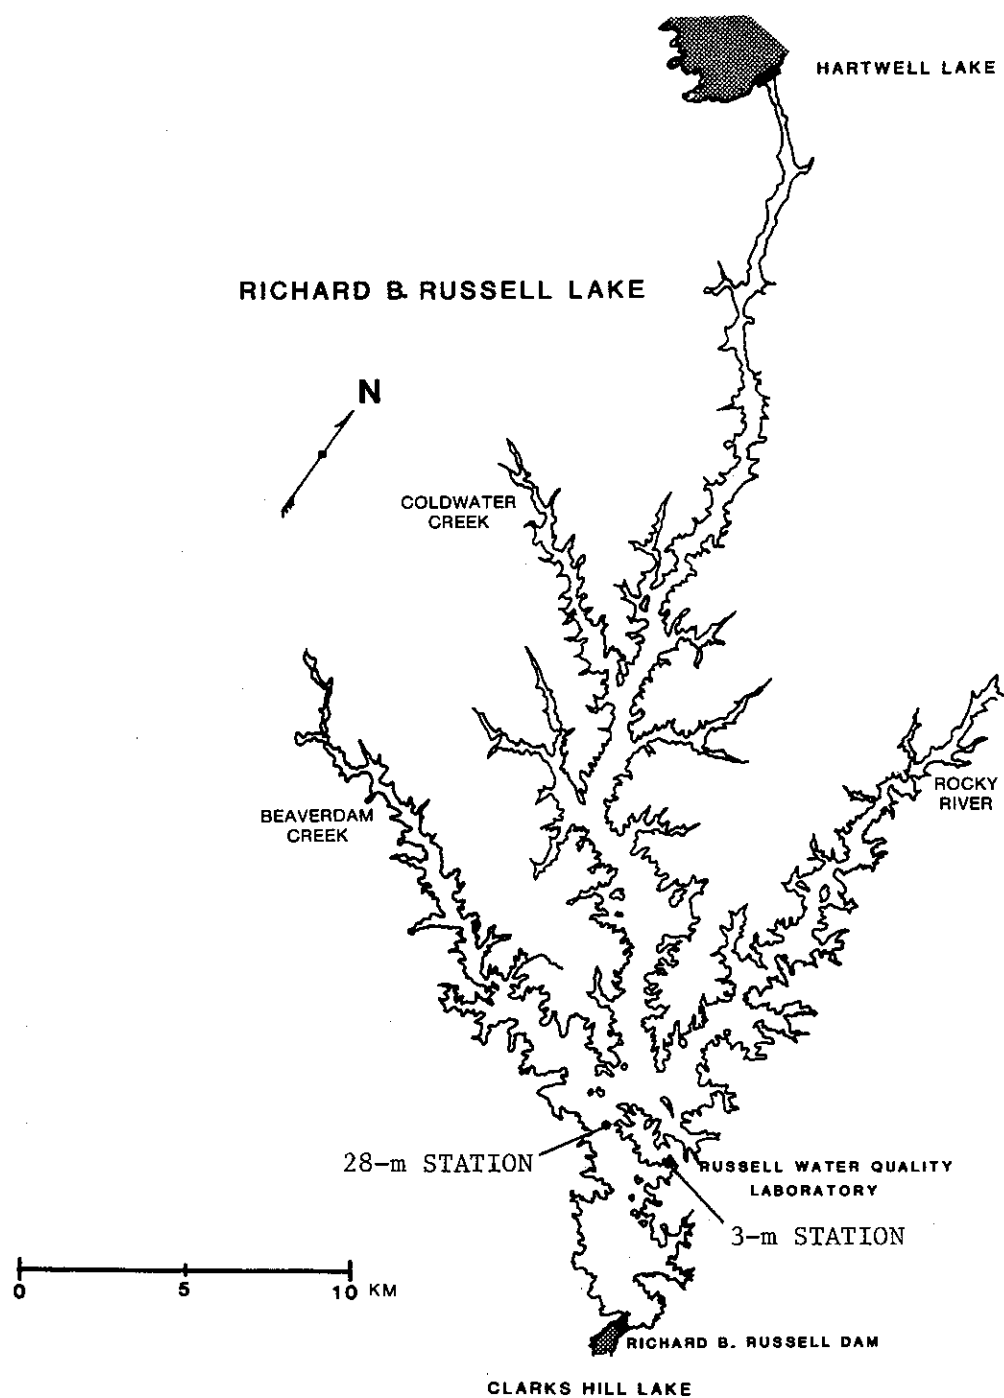 HARTWELL LAKE
RICHARD B. RUSSELL LAKE
N
COLDWATER
CREEK
BEAVERDAM
CREEK
ROCKY
RIVER
28-m STATION
RUSSELL WATER QUALITY
LABORATORY
3-m STATION
0 5 10 KM
RICHARD B. RUSSELL DAM
CLARKS HILL LAKE